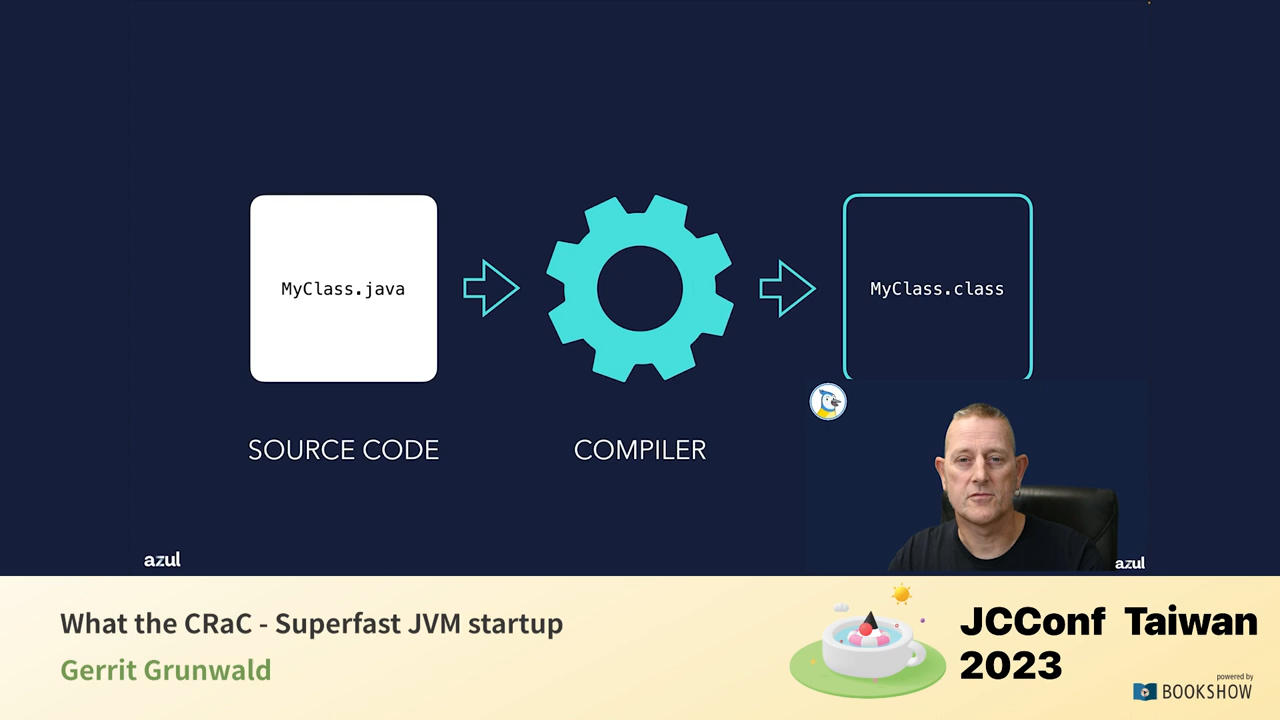 MyClass.java
MyClass.class
SOURCE CODE
COMPILER
azul
azul
What the CRaC - Superfast JVM startup
Gerrit Grunwald
JCConf Taiwan
2023
powered by
BOOKSHOW